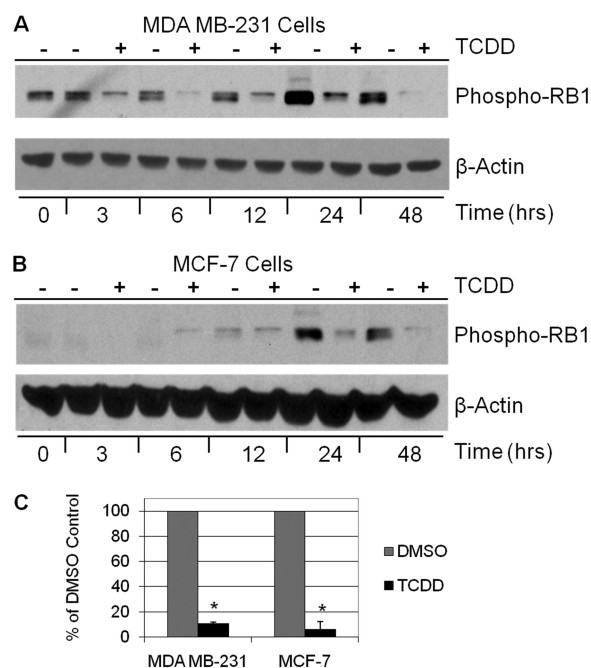 A MDA MB-231 Cells
- - + - + - + - + - + TCDD
Phospho-RB1
β-Actin
0 3 6 12 24 48 Time (hrs)
B MCF-7 Cells
- - + - + - + - + - + TCDD
Phospho-RB1
β-Actin
0 3 6 12 24 48 Time (hrs)
C
% of DMSO Control
100
80
60
40
20
0
* *
MDA MB-231 MCF-7
DMSO
TCDD